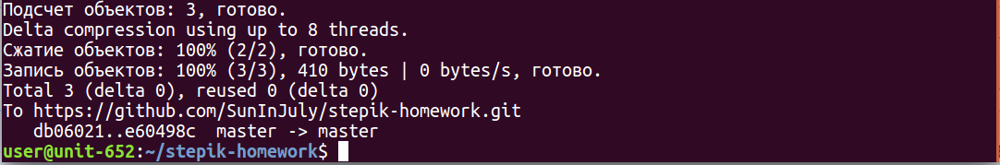 Подсчет объектов: 3, готово.
Delta compression using up to 8 threads.
Сжатие объектов: 100% (2/2), готово.
Запись объектов: 100% (3/3), 410 bytes | 0 bytes/s, готово.
Total 3 (delta 0), reused 0 (delta 0)
To https://github.com/SunInJuly/stepik-homework.git
   db06021..e60498c  master -> master
user@unit-652:~/stepik-homework$